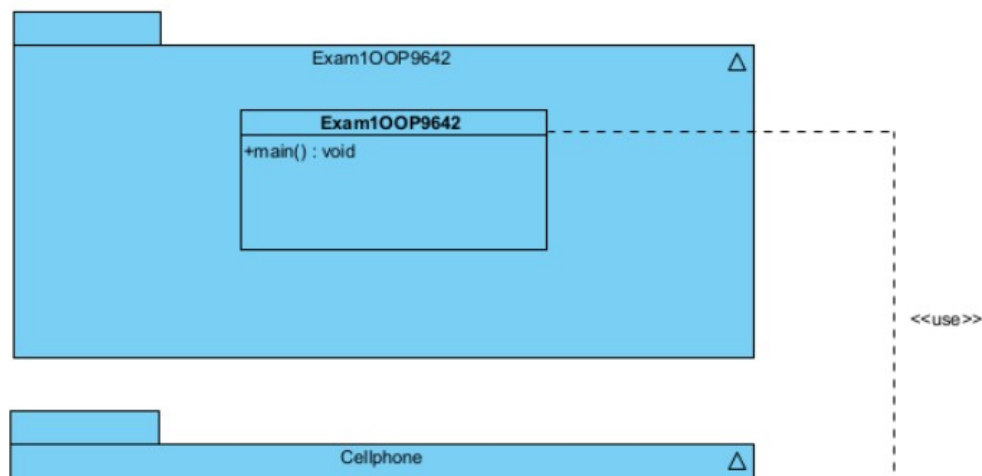 Exam1OOP9642
Exam1OOP9642
+main() : void
<<use>>
Cellphone